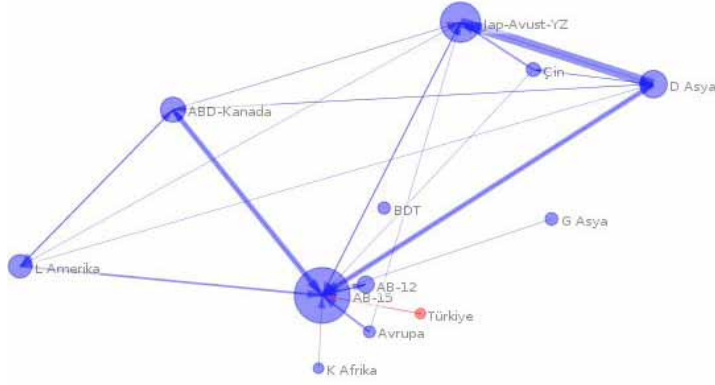 Jap-Avust-YZ
Çin
D Asya
ABD-Kanada
BDT
G Asya
L Amerika
AB-12
AB-15
Türkiye
Avrupa
K Afrika